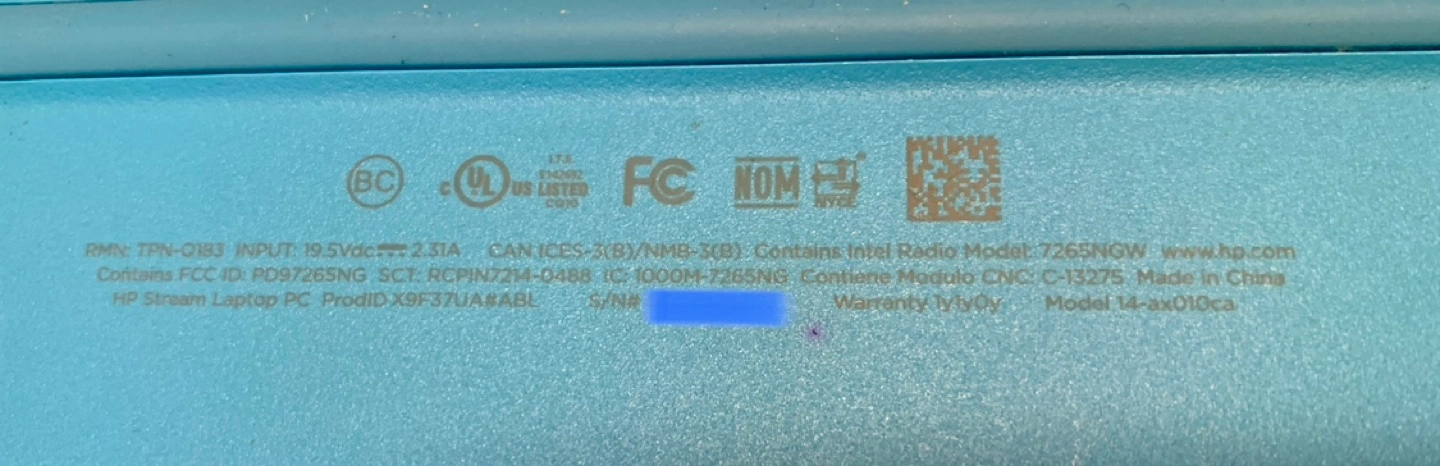 BC
C UL US I.T.E. E142692 LISTED
FC
NOM NYCE
RMN: TPN-Q183 INPUT: 19.5Vdc 2.31A CAN ICES-3(B)/NMB-3(B) Contains Intel Radio Model: 7265NGW www.hp.com
Contains FCC ID: PD97265NG SCT: RCPIN7214-0488 IC: 1000M-7265NG Contiene Modulo CNC: C-13275 Made in China
HP Stream Laptop PC ProdID X9F37UA#ABL S/N# Warranty 1y1y0y Model 14-ax010ca